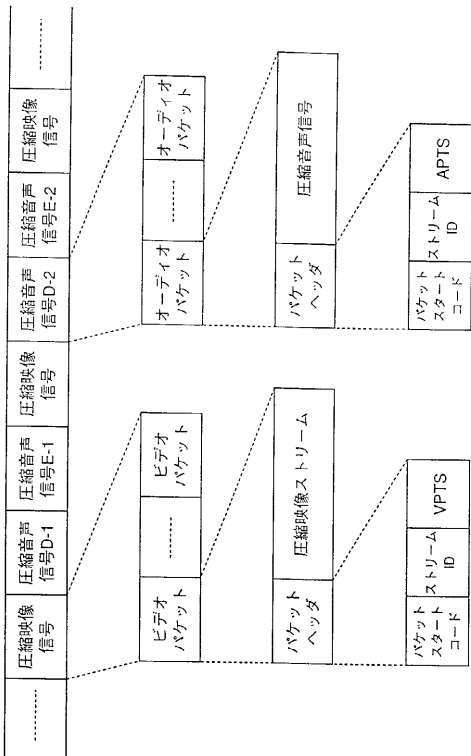 ………
圧縮映像
信号
圧縮音声
信号D-1
圧縮音声
信号E-1
圧縮映像
信号
圧縮音声
信号D-2
圧縮音声
信号E-2
圧縮映像
信号
………
ビデオ
パケット
………
ビデオ
パケット
オーディオ
パケット
………
オーディオ
パケット
パケット
ヘッダ
圧縮映像ストリーム
パケット
ヘッダ
圧縮音声信号
パケット
スタート
コード
ストリーム
ID
VPTS
パケット
スタート
コード
ストリーム
ID
APTS